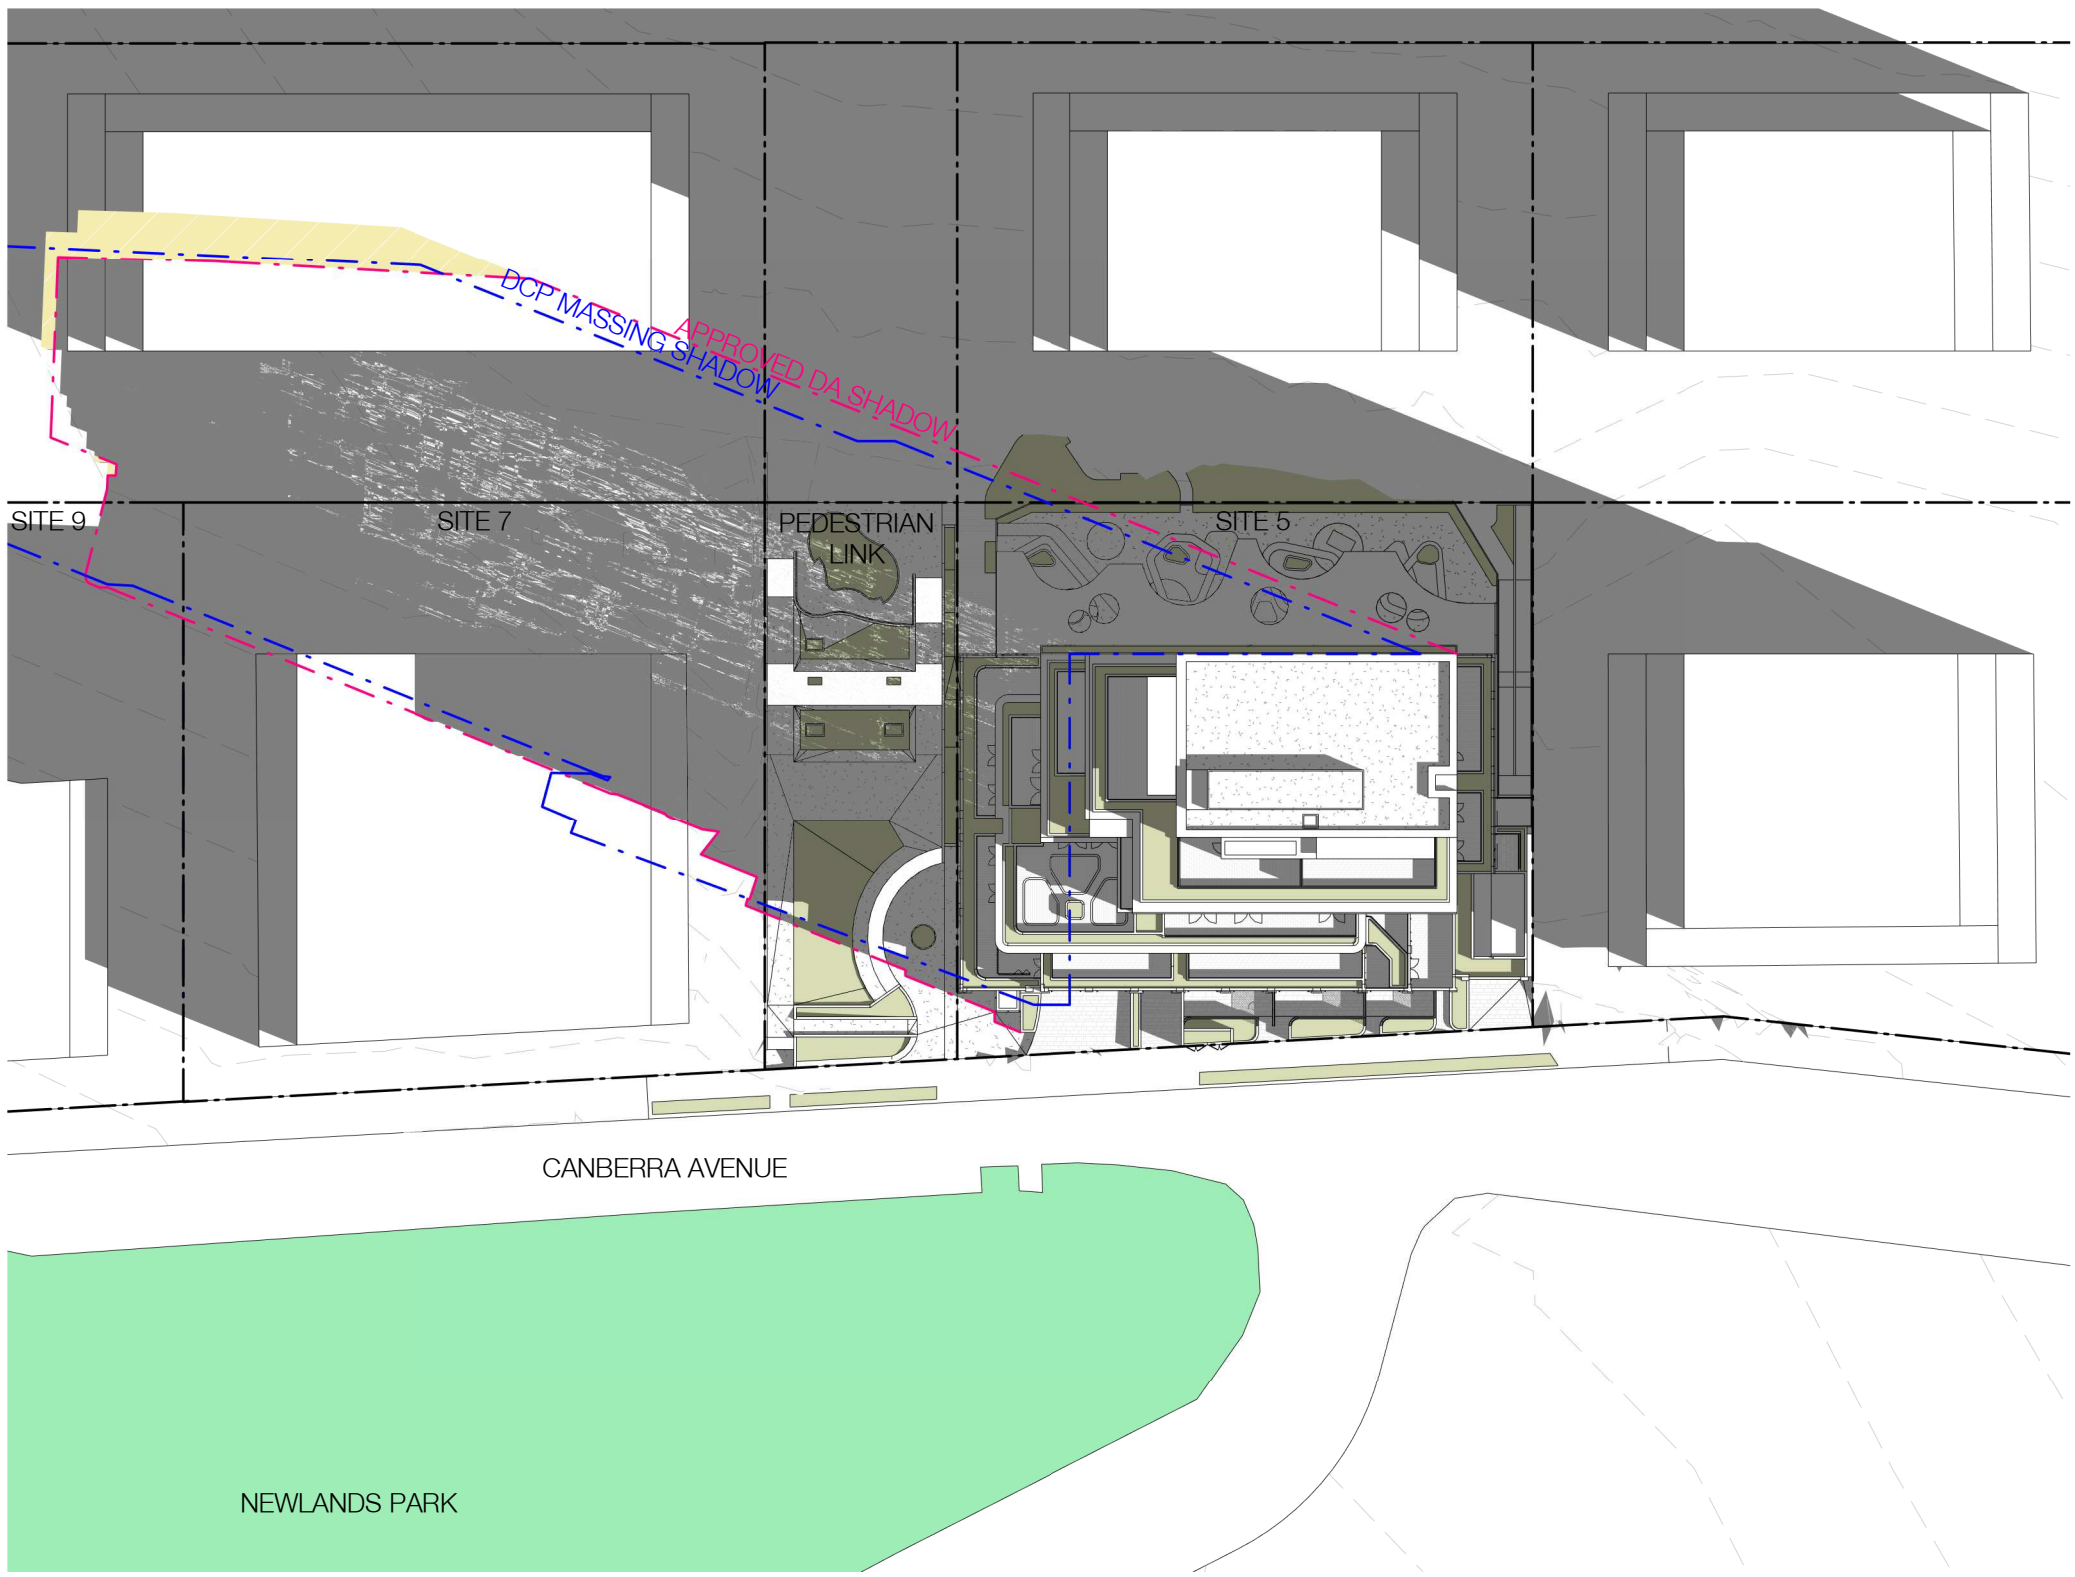 DCP MASSING SHADOW
APPROVED DA SHADOW
SITE 9
SITE 7
PEDESTRIAN
LINK
SITE 5
CANBERRA AVENUE
NEWLANDS PARK